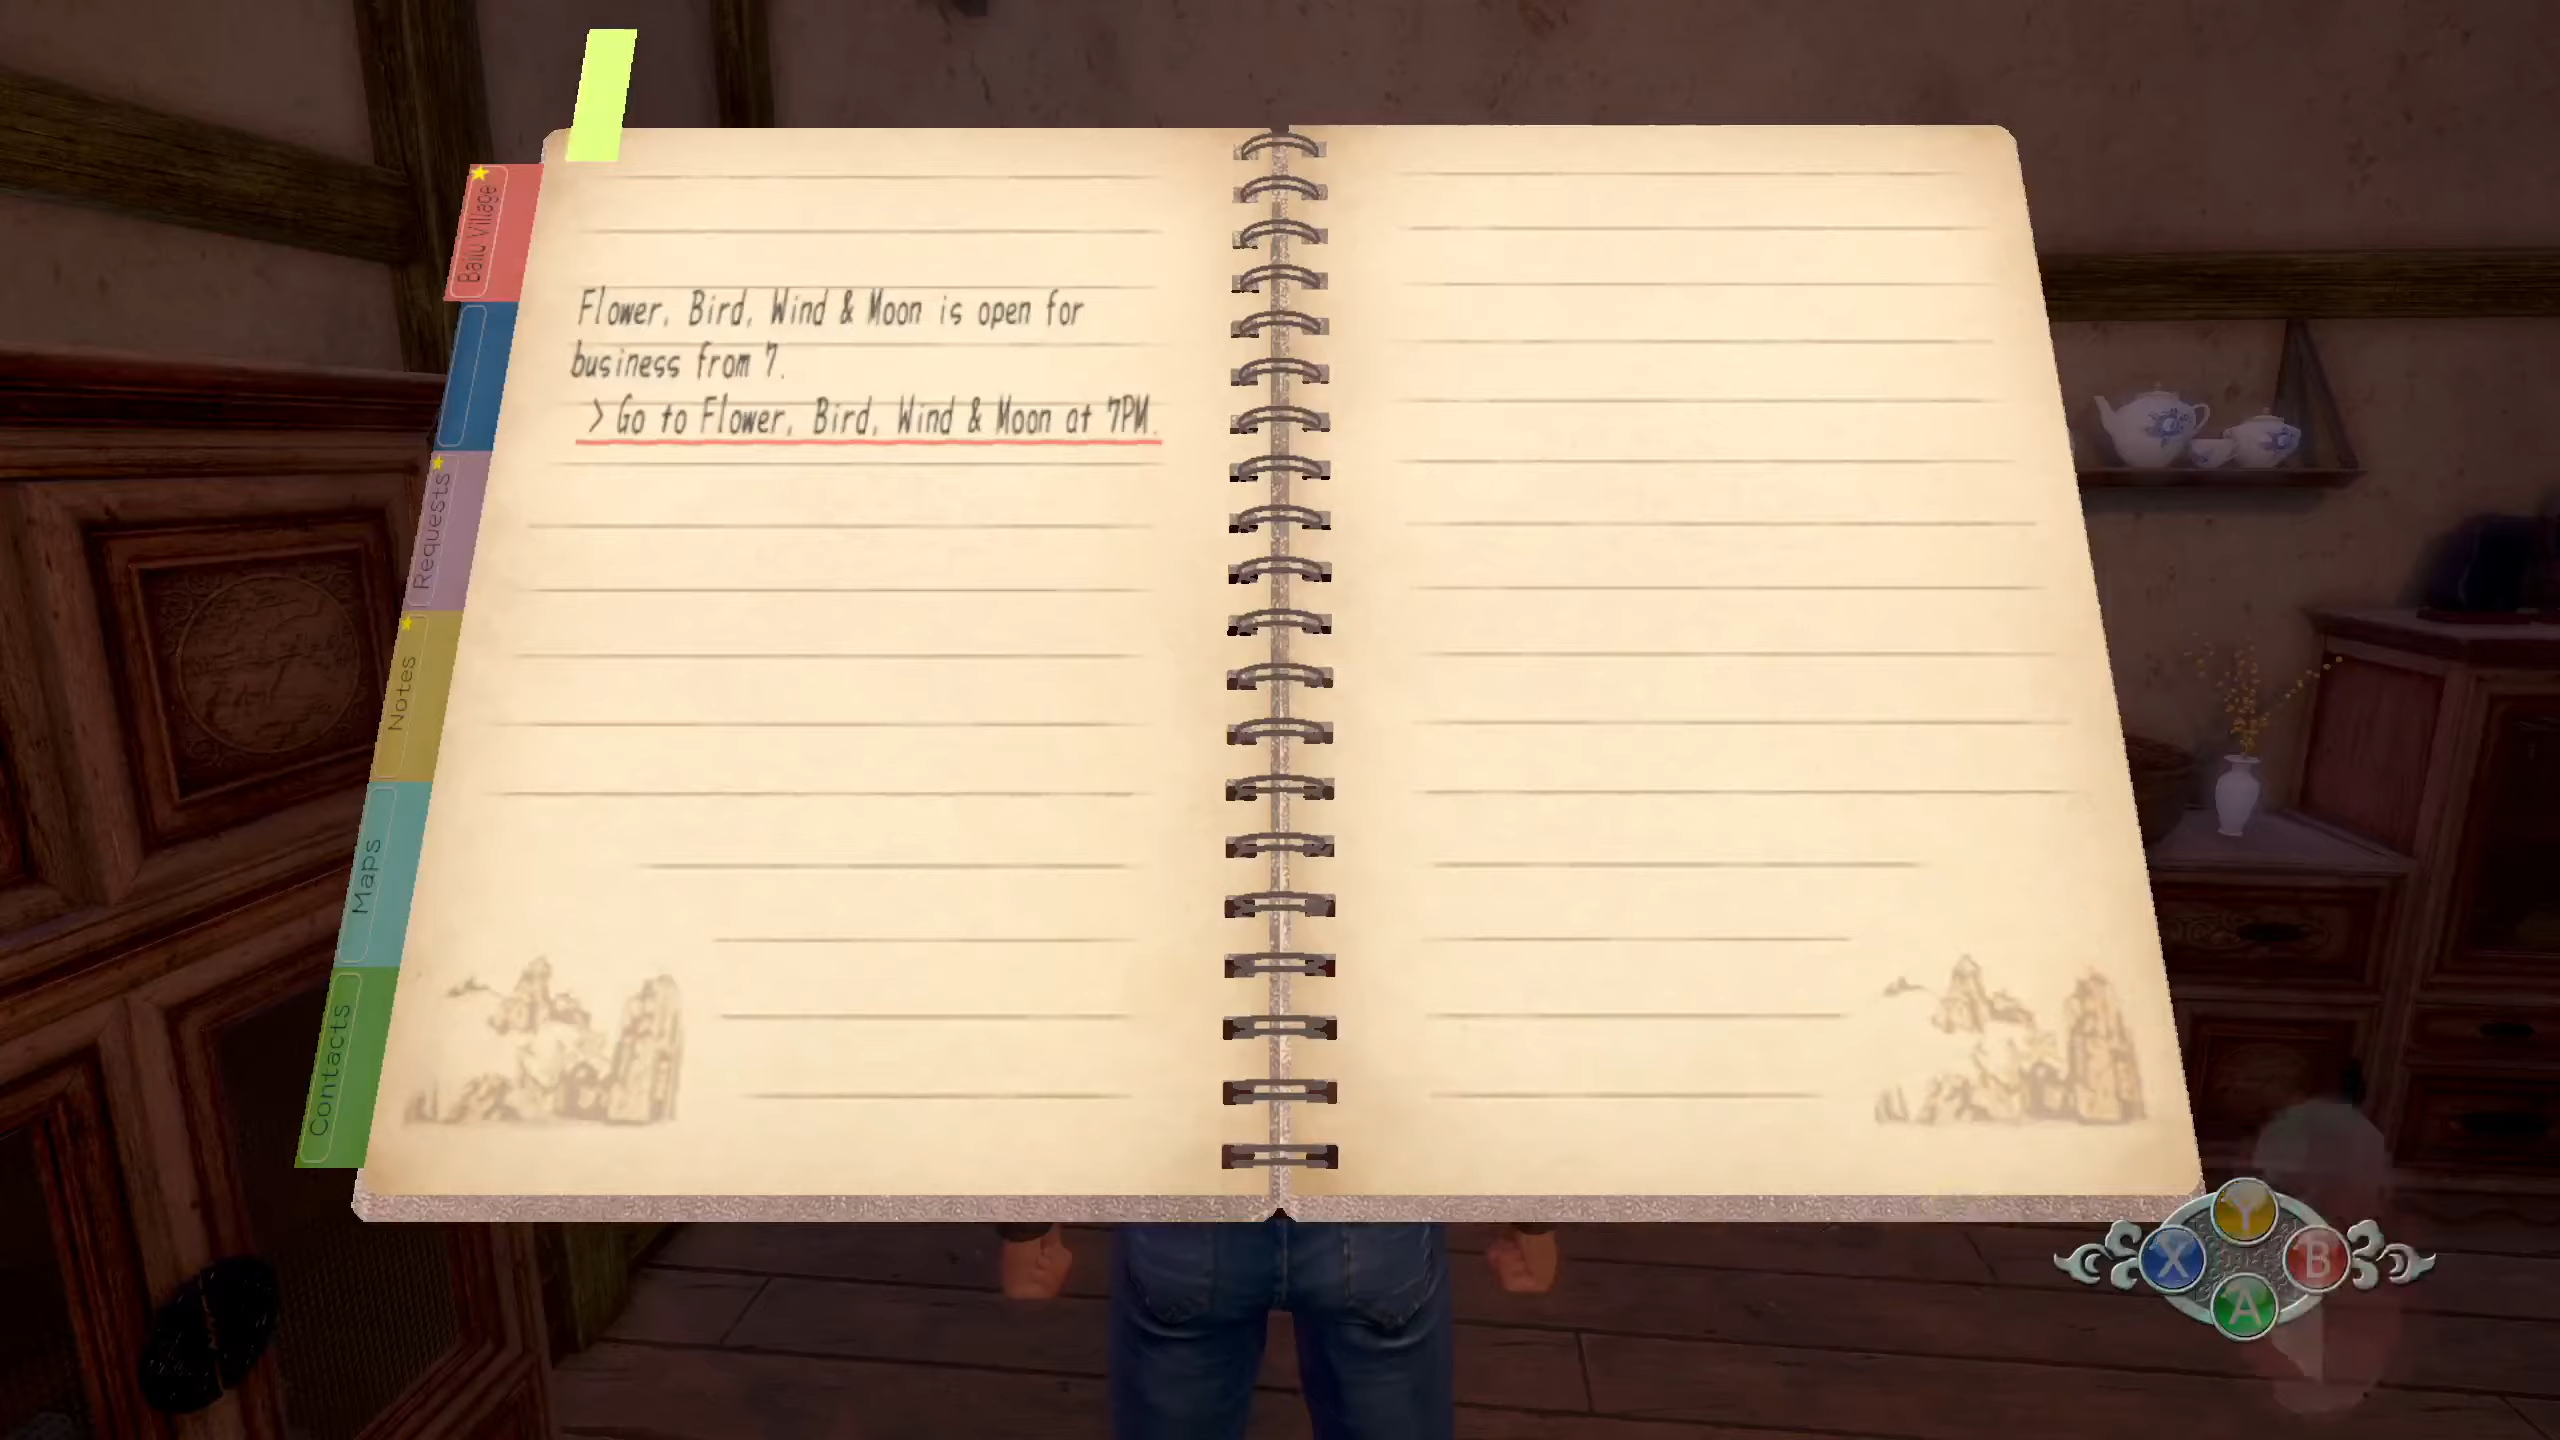 Flower, Bird, Wind & Moon is open for
business from 7.
> Go to Flower, Bird, Wind & Moon at 7PM.
Bailu Village
Requests
Notes
Maps
Contacts
Y
X
B
A